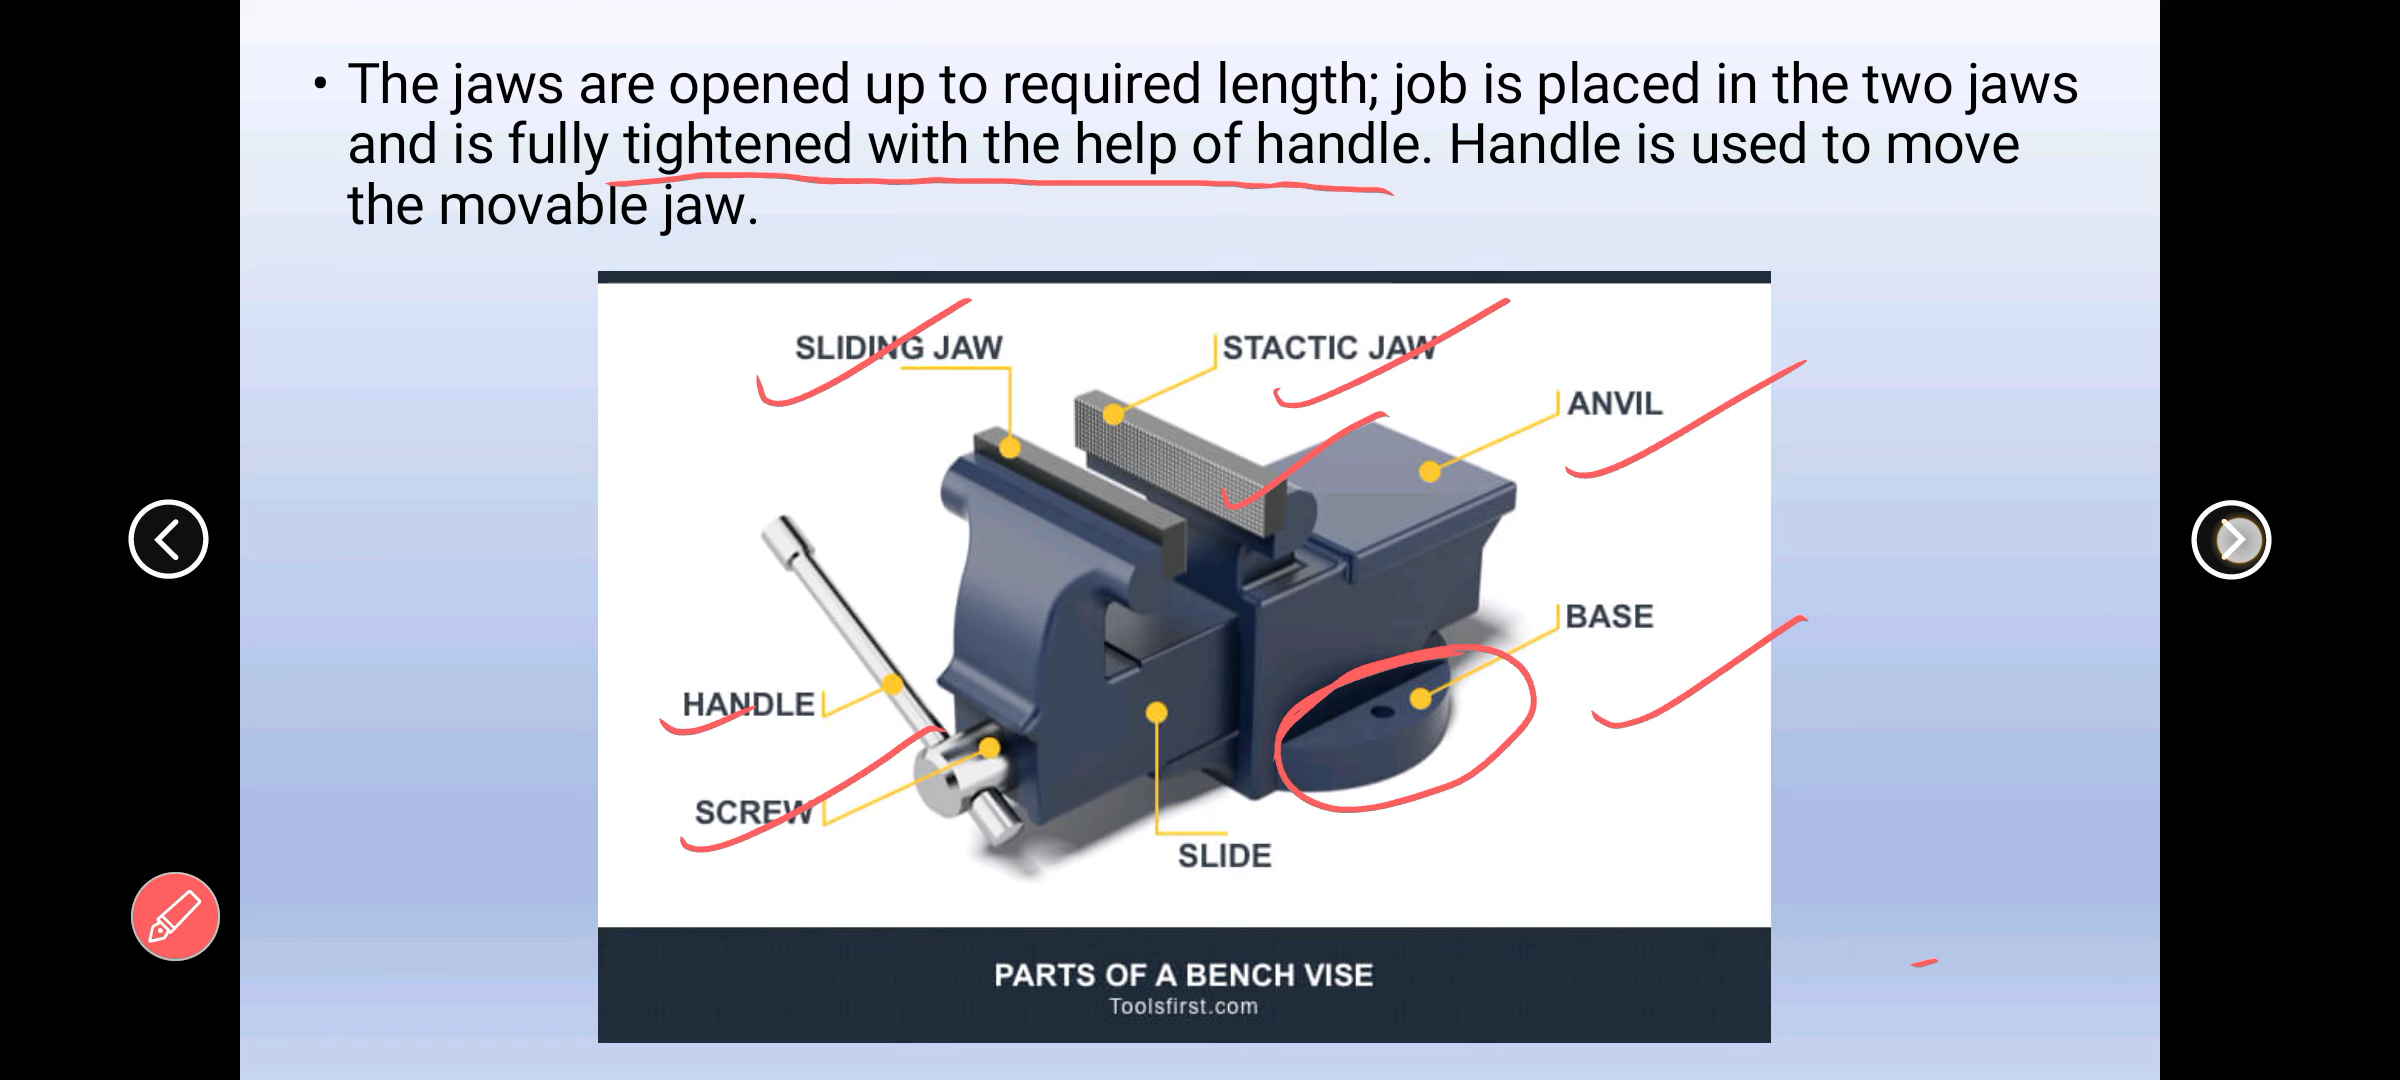 • The jaws are opened up to required length; job is placed in the two jaws
and is fully tightened with the help of handle. Handle is used to move
the movable jaw.
SLIDING JAW
STACTIC JAW
ANVIL
BASE
HANDLE
SCREW
SLIDE
PARTS OF A BENCH VISE
Toolsfirst.com